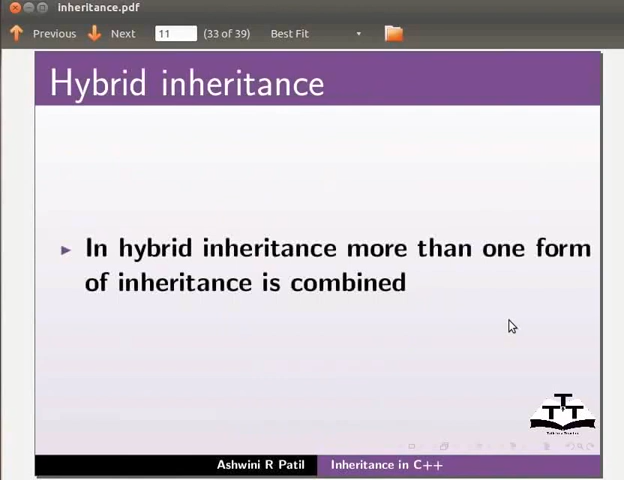 inheritance.pdf
Previous Next 11 (33 of 39) Best Fit
Hybrid inheritance
In hybrid inheritance more than one form
of inheritance is combined
TTT
Ashwini R Patil Inheritance in C++